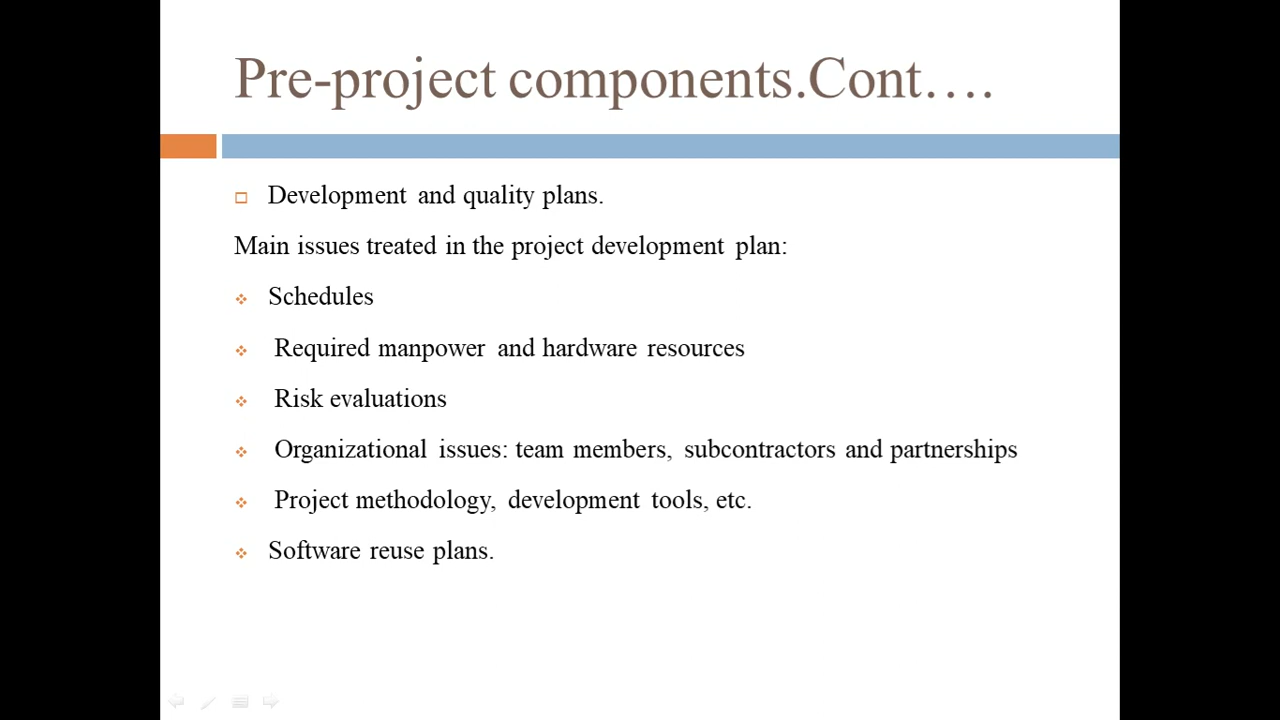 Pre-project components.Cont….
Development and quality plans.
Main issues treated in the project development plan:
Schedules
Required manpower and hardware resources
Risk evaluations
Organizational issues: team members, subcontractors and partnerships
Project methodology, development tools, etc.
Software reuse plans.